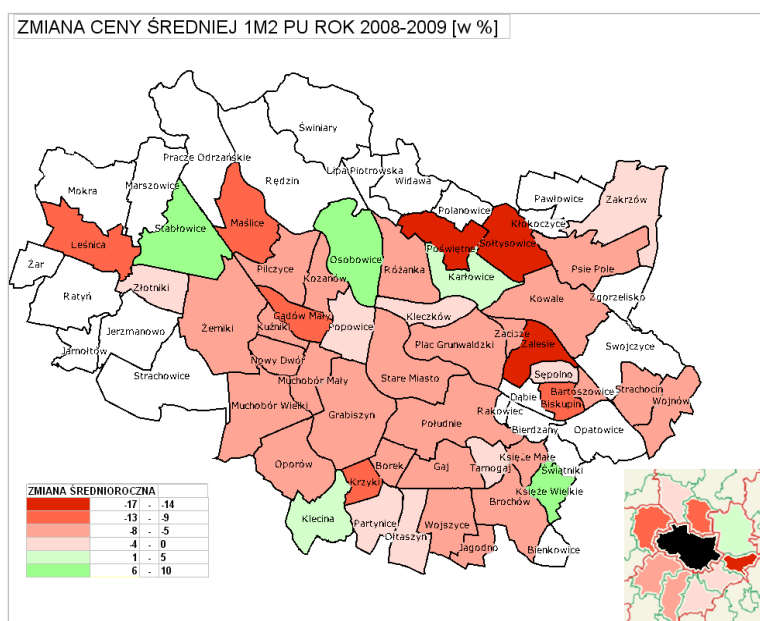 ZMIANA CENY ŚREDNIEJ 1M2 PU ROK 2008-2009 [w %]
Świniary
Pracze Odrzańskie
Lipa Piotrowska
Rędzin
Widawa
Marszowice
Mokra
Pawłowice
Zakrzów
Polanowice
Kłokoczyce
Maślice
Stabłowice
Leśnica
Poświętne
Sołtysowice
Osobowice
Żar
Pilczyce
Różanka
Psie Pole
Kozanów
Karłowice
Złotniki
Ratyń
Kowale
Zgorzelisko
Gądów Mały
Kleczków
Jerzmanowo
Żerniki
Kuźniki
Popowice
Zacisze
Plac Grunwaldzki
Zalesie
Swojczyce
Jarnołtów
Nowy Dwór
Strachowice
Sępolno
Muchobór Mały
Stare Miasto
Strachocin
Bartoszowice
Dąbie
Wojnów
Muchobór Wielki
Biskupin
Rakowiec
Grabiszyn
Południe
Bierdzany
Opatowice
Księże Małe
Oporów
Borek
Gaj
Tarnogaj
Świątniki
Krzyki
Księże Wielkie
Brochów
Klecina
Partynice
Wojszyce
Ołtaszyn
Jagodno
Bieńkowice
ZMIANA ŚREDNIOROCZNA
-17 - -14
-13 - -9
-8 - -5
-4 - 0
1 - 5
6 - 10